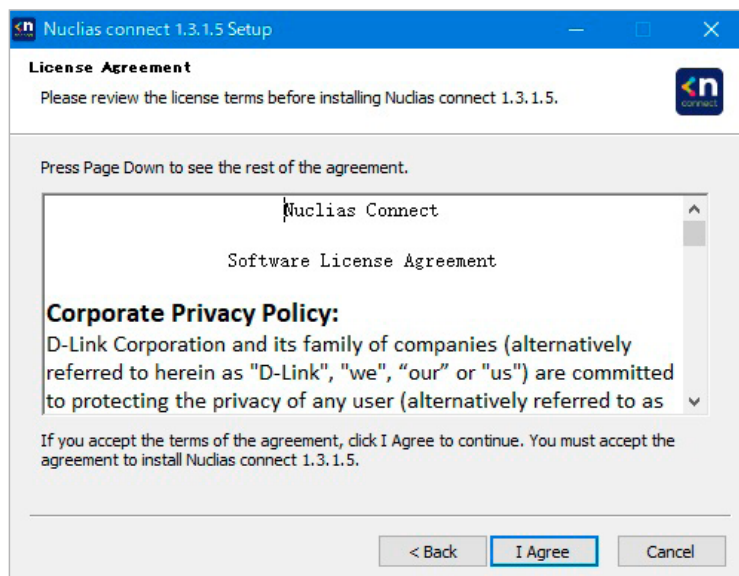 Nuclias connect 1.3.1.5 Setup
License Agreement
Please review the license terms before installing Nuclias connect 1.3.1.5.
<n
connect
Press Page Down to see the rest of the agreement.
Nuclias Connect
Software License Agreement
Corporate Privacy Policy:
D-Link Corporation and its family of companies (alternatively
referred to herein as "D-Link", "we", “our” or "us") are committed
to protecting the privacy of any user (alternatively referred to as
If you accept the terms of the agreement, click I Agree to continue. You must accept the
agreement to install Nuclias connect 1.3.1.5.
< Back
I Agree
Cancel